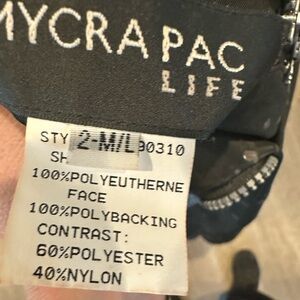 MYCRA PAC
LIFE
STY 2-M/L 90310
SH
100%POLYEUTHERNE
FACE
100%POLYBACKING
CONTRAST:
60%POLYESTER
40%NYLON